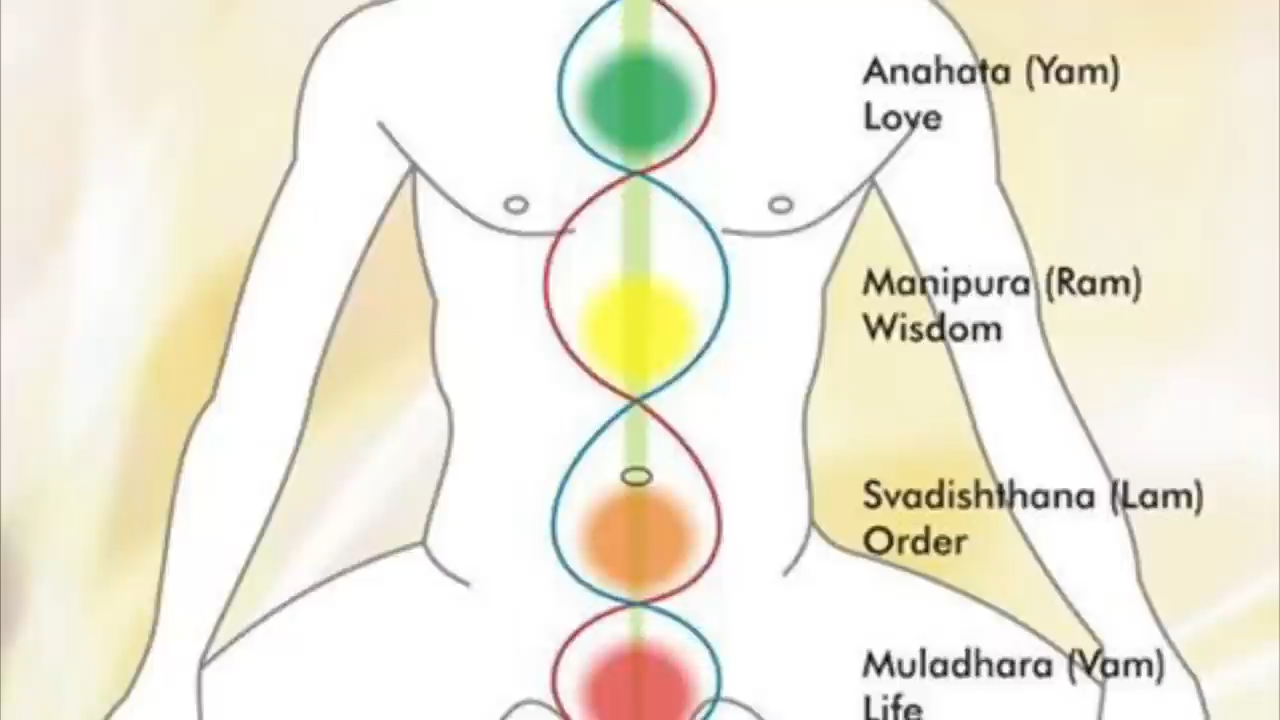 Anahata (Yam)
Love
Manipura (Ram)
Wisdom
Svadishthana (Lam)
Order
Muladhara (Vam)
Life